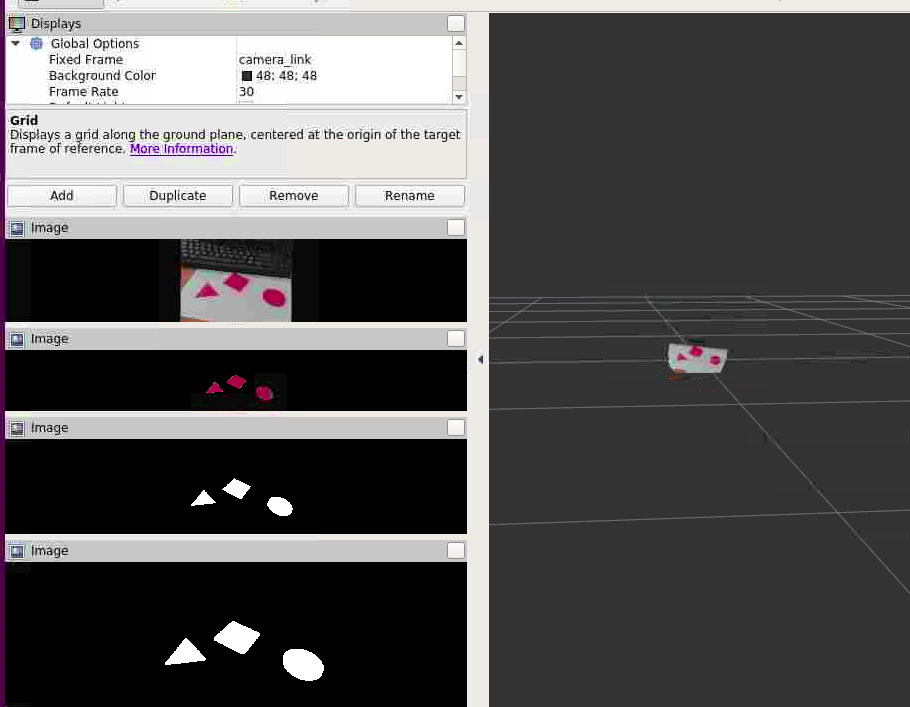 Displays
Global Options
Fixed Frame camera_link
Background Color 48; 48; 48
Frame Rate 30
Grid
Displays a grid along the ground plane, centered at the origin of the target
frame of reference. More Information.
Add Duplicate Remove Rename
Image
Image
Image
Image